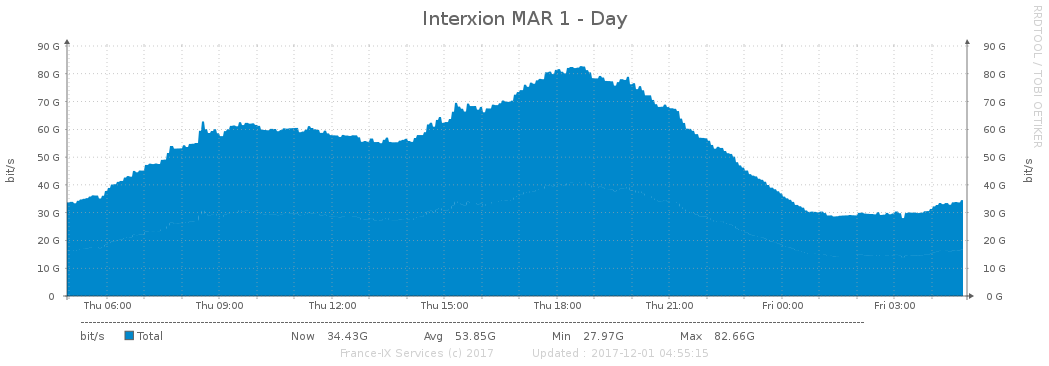 Interxion MAR 1 - Day
RRDTOOL / TOBI OETIKER
90 G 90 G
80 G 80 G
70 G 70 G
60 G 60 G
50 G 50 G
40 G 40 G
30 G 30 G
20 G 20 G
10 G 10 G
0 0 G
bit/s bit/s
Thu 06:00 Thu 09:00 Thu 12:00 Thu 15:00 Thu 18:00 Thu 21:00 Fri 00:00 Fri 03:00
bit/s Total Now 34.43G Avg 53.85G Min 27.97G Max 82.66G
France-IX Services (c) 2017 Updated : 2017-12-01 04:55:15